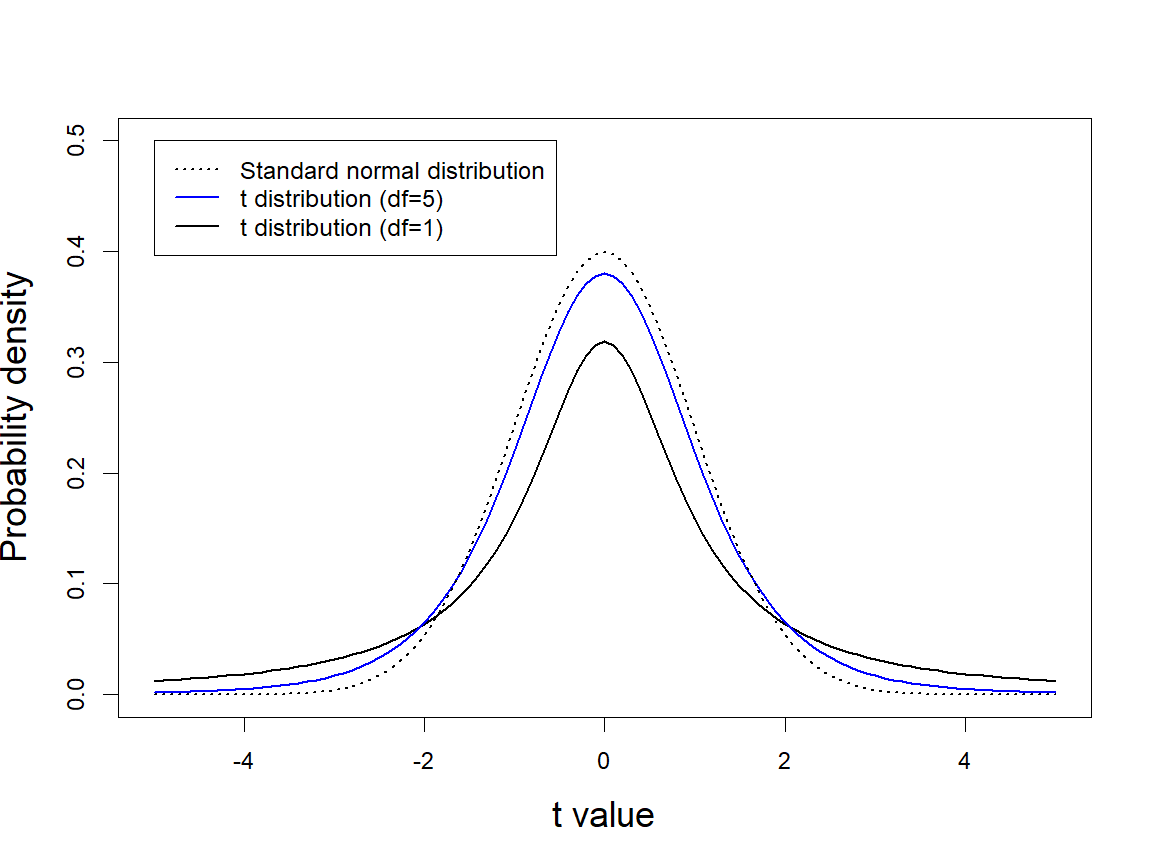 Standard normal distribution
t distribution (df=5)
t distribution (df=1)
Probability density
0.5
0.4
0.3
0.2
0.1
0.0
-4
-2
0
2
4
t value